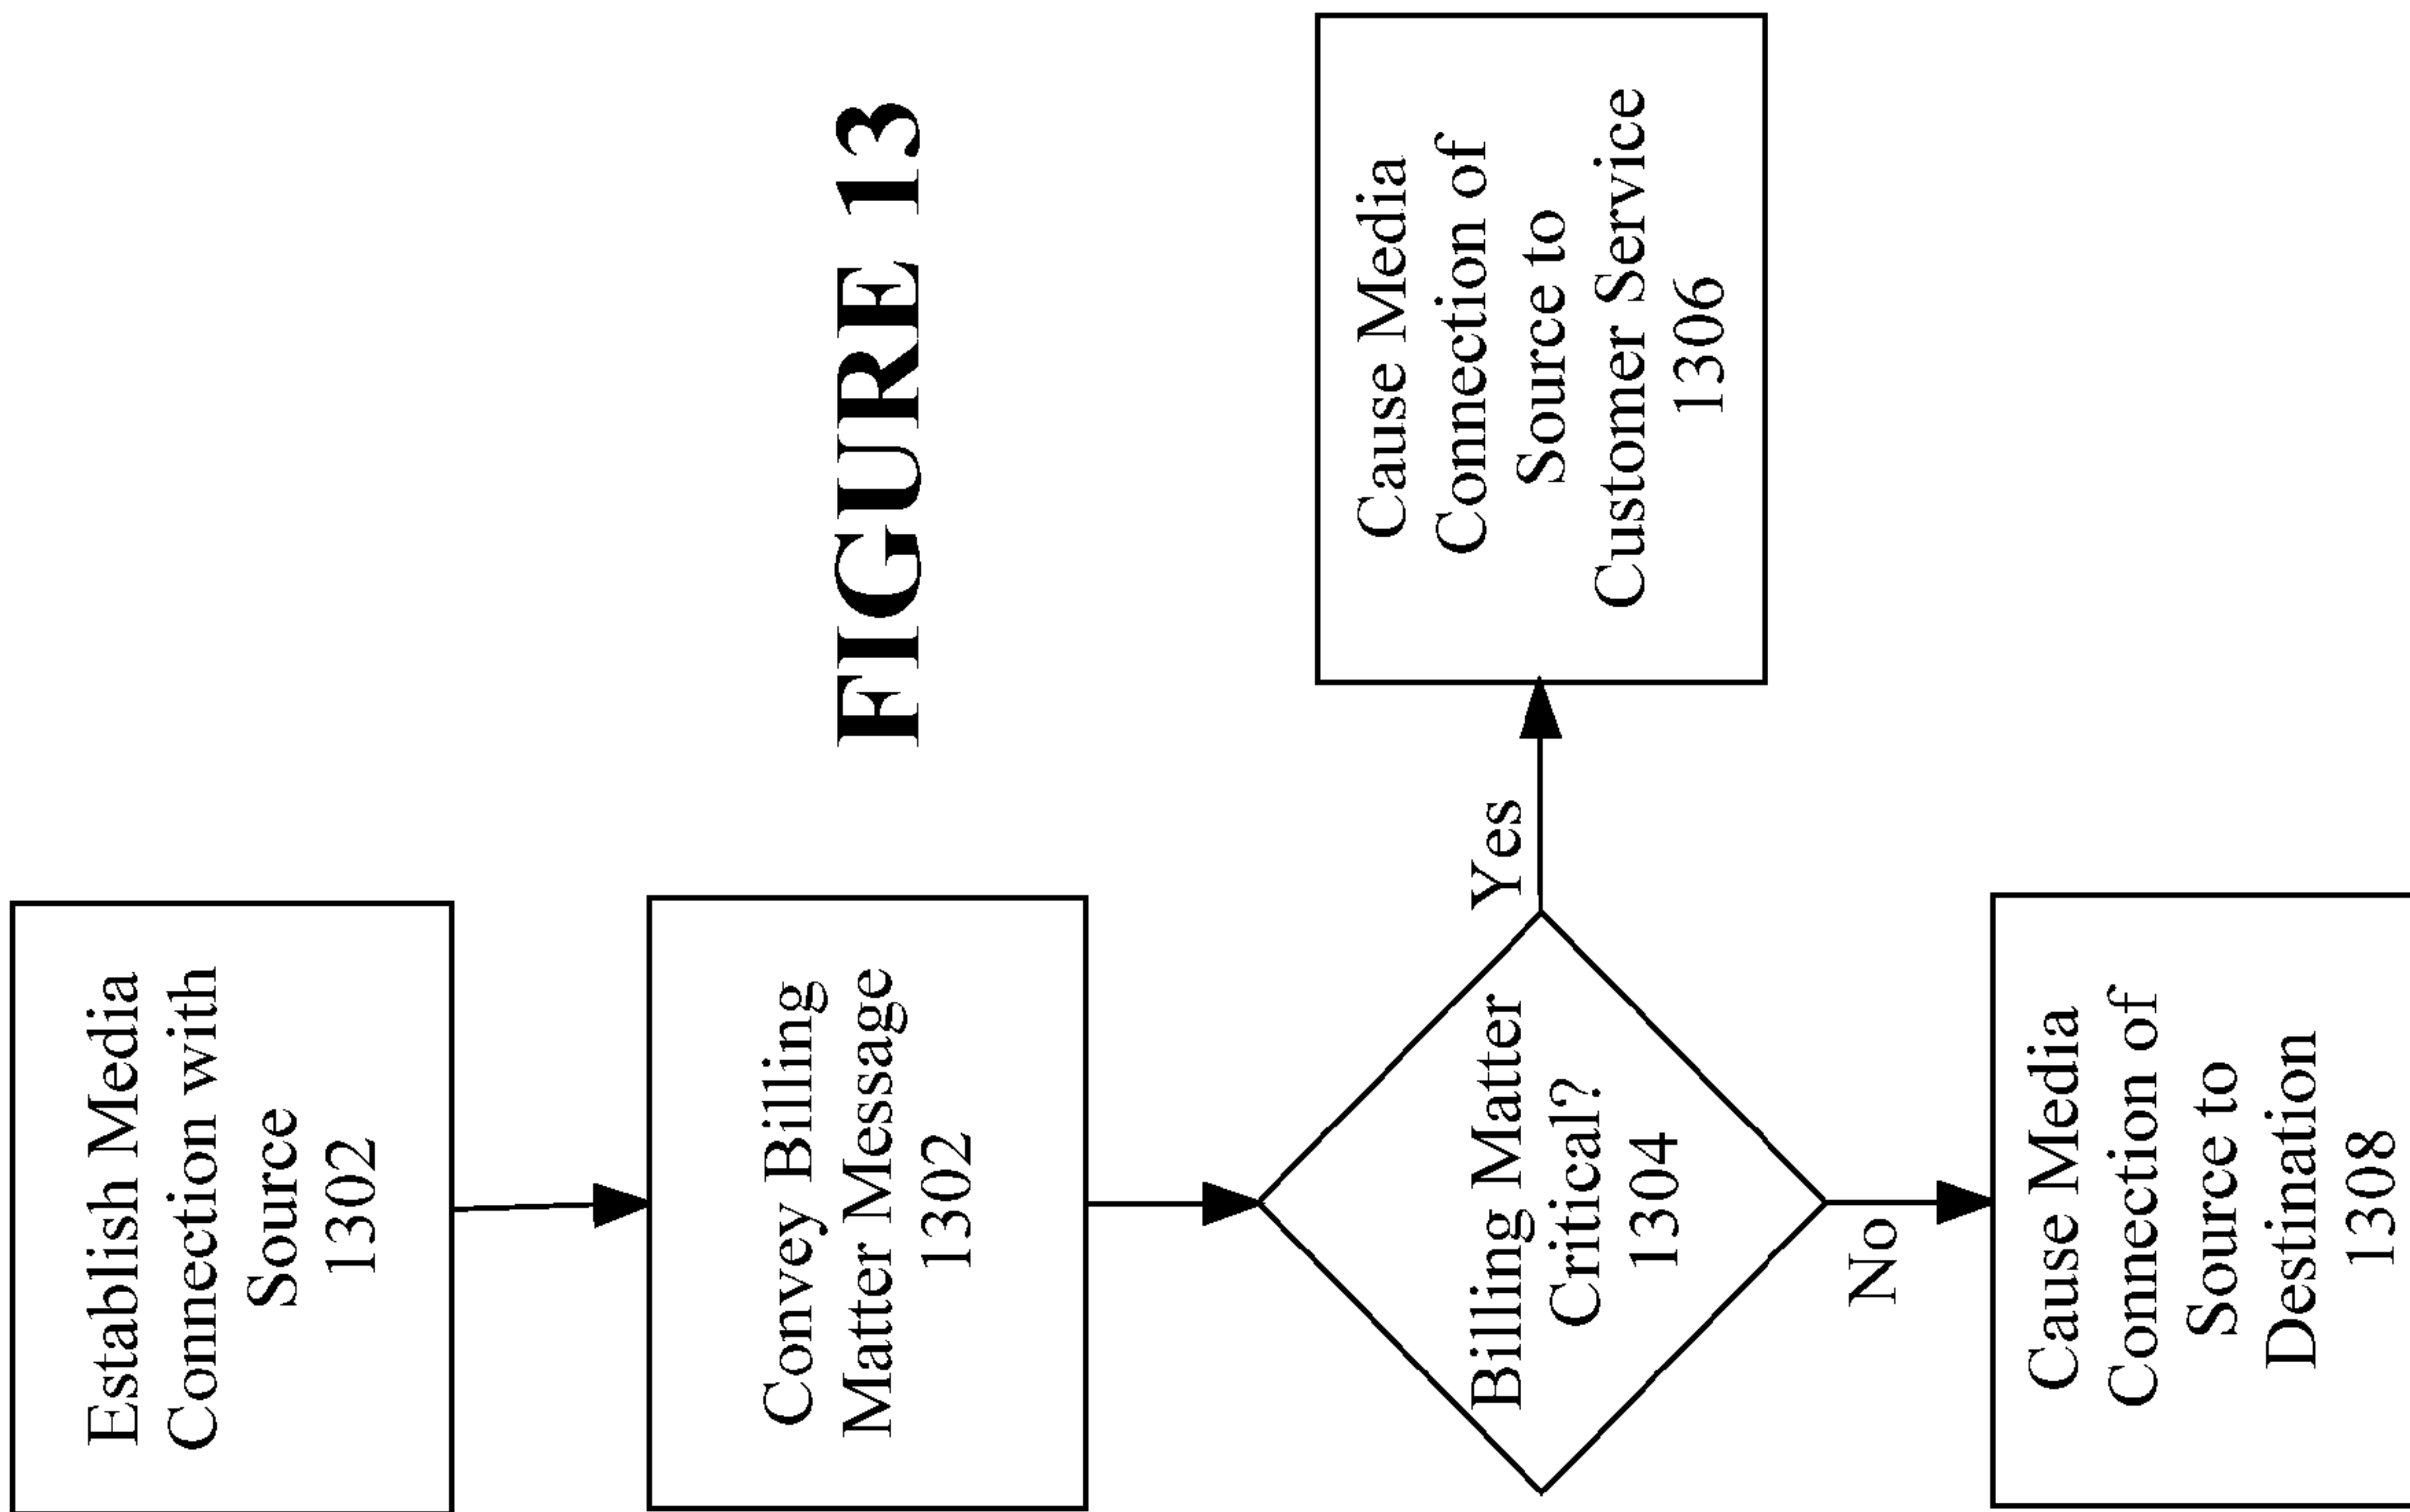 Establish Media
Connection with
Source
1302
Convey Billing
Matter Message
1302
FIGURE 13
Billing Matter
Critical?
1304
Yes
Cause Media
Connection of
Source to
Customer Service
1306
No
Cause Media
Connection of
Source to
Destination
1308